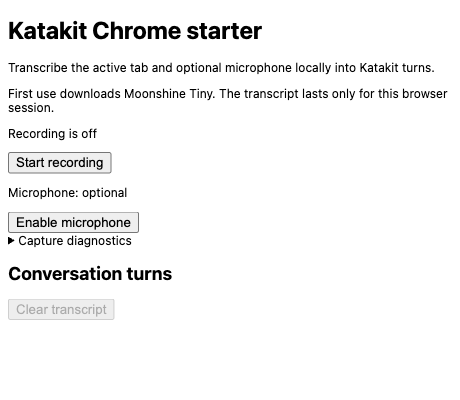 Katakit Chrome starter
Transcribe the active tab and optional microphone locally into Katakit turns.
First use downloads Moonshine Tiny. The transcript lasts only for this browser
session.
Recording is off
Start recording
Microphone: optional
Enable microphone
Capture diagnostics
Conversation turns
Clear transcript